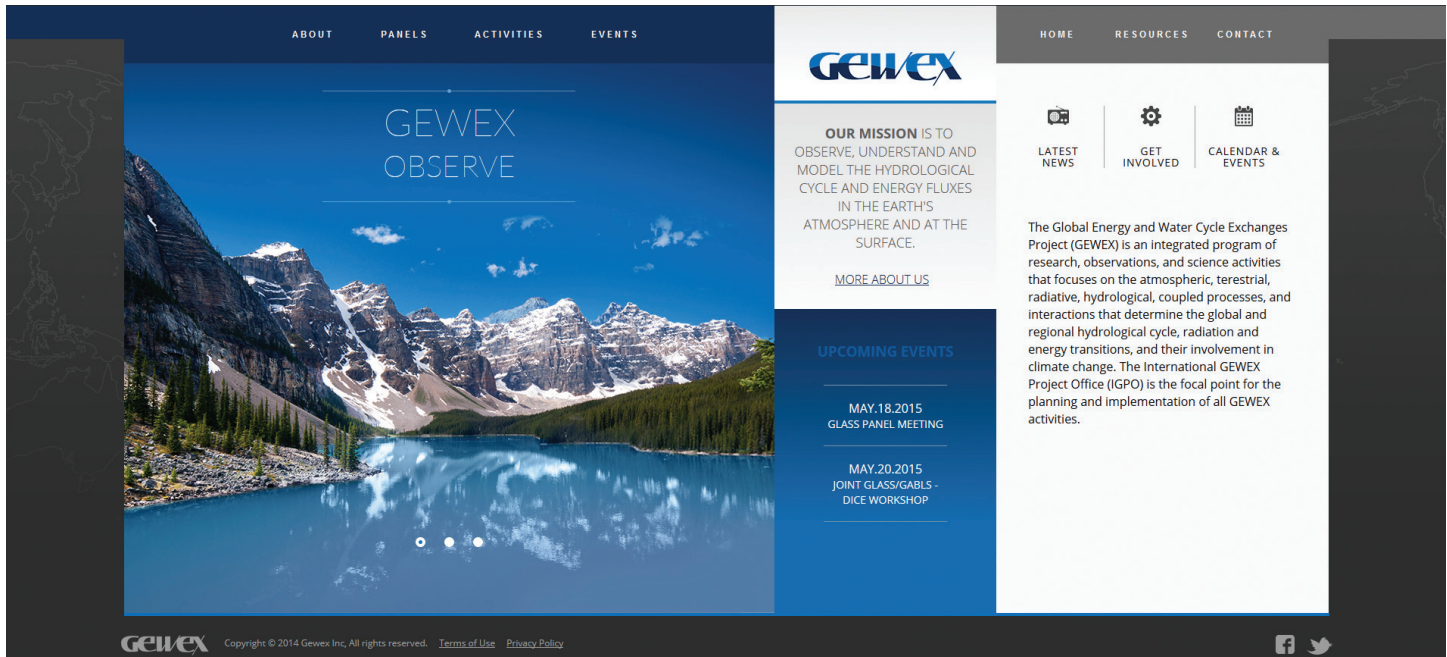 ABOUT PANELS ACTIVITIES EVENTS
GEWEX
HOME RESOURCES CONTACT
GEWEX
OBSERVE
OUR MISSION IS TO
OBSERVE, UNDERSTAND AND
MODEL THE HYDROLOGICAL
CYCLE AND ENERGY FLUXES
IN THE EARTH'S
ATMOSPHERE AND AT THE
SURFACE.
MORE ABOUT US
UPCOMING EVENTS
MAY.18.2015
GLASS PANEL MEETING
MAY.20.2015
JOINT GLASS/GABLS -
DICE WORKSHOP
LATEST
NEWS
GET
INVOLVED
CALENDAR &
EVENTS
The Global Energy and Water Cycle Exchanges
Project (GEWEX) is an integrated program of
research, observations, and science activities
that focuses on the atmospheric, terestrial,
radiative, hydrological, coupled processes, and
interactions that determine the global and
regional hydrological cycle, radiation and
energy transitions, and their involvement in
climate change. The International GEWEX
Project Office (IGPO) is the focal point for the
planning and implementation of all GEWEX
activities.
GEWEX Copyright © 2014 Gewex Inc, All rights reserved. Terms of Use Privacy Policy